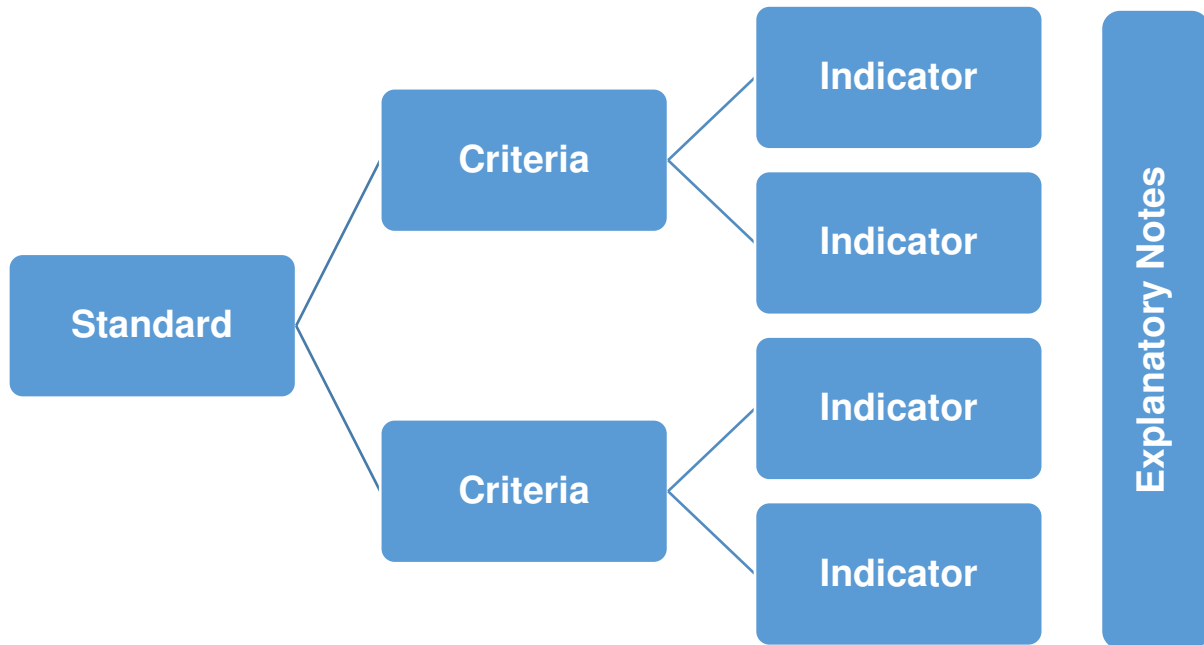 Standard
Criteria
Indicator
Indicator
Criteria
Indicator
Indicator
Explanatory Notes